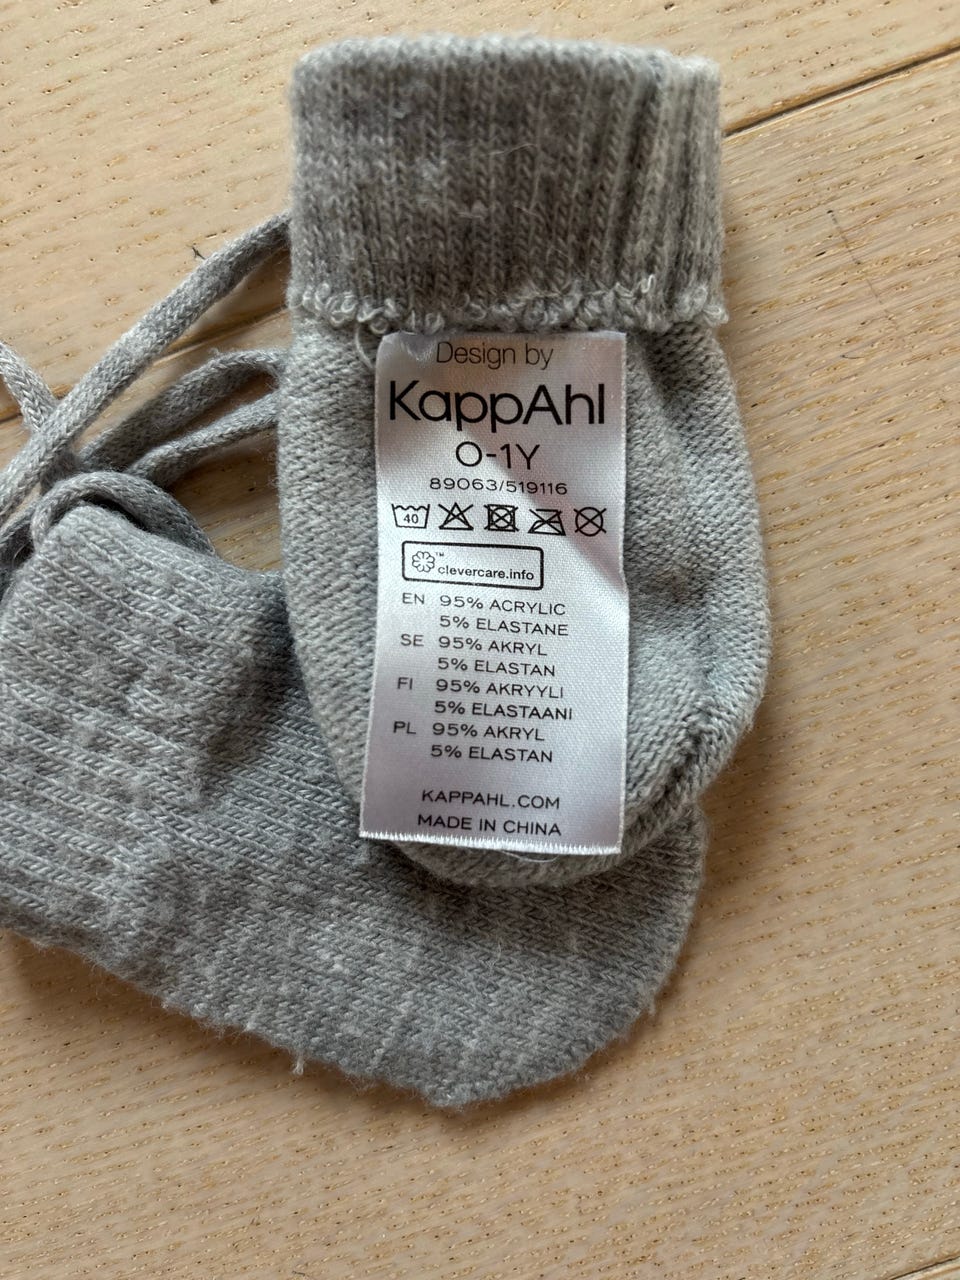 Design by
KappAhl
0-1Y
89063/519116
40
™
clevercare.info
EN 95% ACRYLIC
5% ELASTANE
SE 95% AKRYL
5% ELASTAN
FI 95% AKRYYLI
5% ELASTAANI
PL 95% AKRYL
5% ELASTAN
KAPPAHL.COM
MADE IN CHINA